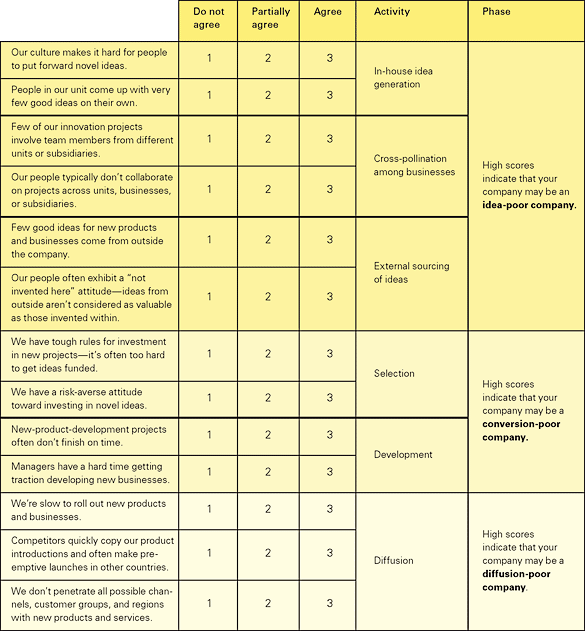 Do not agree Partially agree Agree Activity Phase
Our culture makes it hard for people
to put forward novel ideas.
1 2 3
In-house idea
generation
People in our unit come up with very
few good ideas on their own.
1 2 3
Few of our innovation projects
involve team members from different
units or subsidiaries.
1 2 3
Cross-pollination
among businesses
Our people typically don't collaborate
on projects across units, businesses,
or subsidiaries.
1 2 3
High scores
indicate that your
company may be an
idea-poor company.
Few good ideas for new products
and businesses come from outside
the company.
1 2 3
External sourcing
of ideas
Our people often exhibit a “not
invented here” attitude—ideas from
outside aren't considered as valuable
as those invented within.
1 2 3
We have tough rules for investment
in new projects—it's often too hard
to get ideas funded.
1 2 3
Selection
We have a risk-averse attitude
toward investing in novel ideas.
1 2 3
High scores
indicate that your
company may be a
conversion-poor
company.
New-product-development projects
often don't finish on time.
1 2 3
Development
Managers have a hard time getting
traction developing new businesses.
1 2 3
We're slow to roll out new products
and businesses.
1 2 3
Competitors quickly copy our product
introductions and often make pre-
emptive launches in other countries.
1 2 3
Diffusion
High scores
indicate that your
company may be a
diffusion-poor
company.
We don't penetrate all possible chan-
nels, customer groups, and regions
with new products and services.
1 2 3